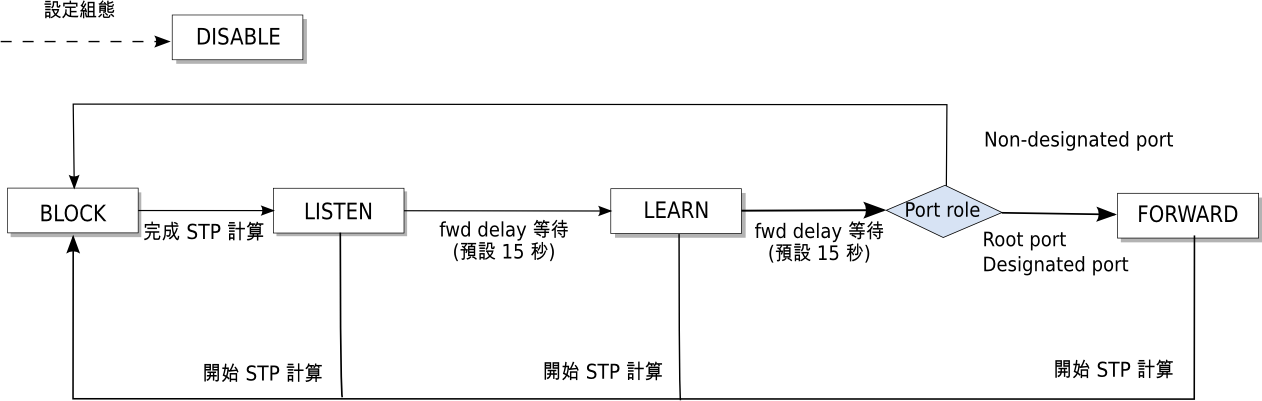 設定組態
DISABLE
Non-designated port
BLOCK
完成 STP 計算
LISTEN
fwd delay 等待
(預設 15 秒)
LEARN
fwd delay 等待
(預設 15 秒)
Port role
FORWARD
Root port
Designated port
開始 STP 計算
開始 STP 計算
開始 STP 計算